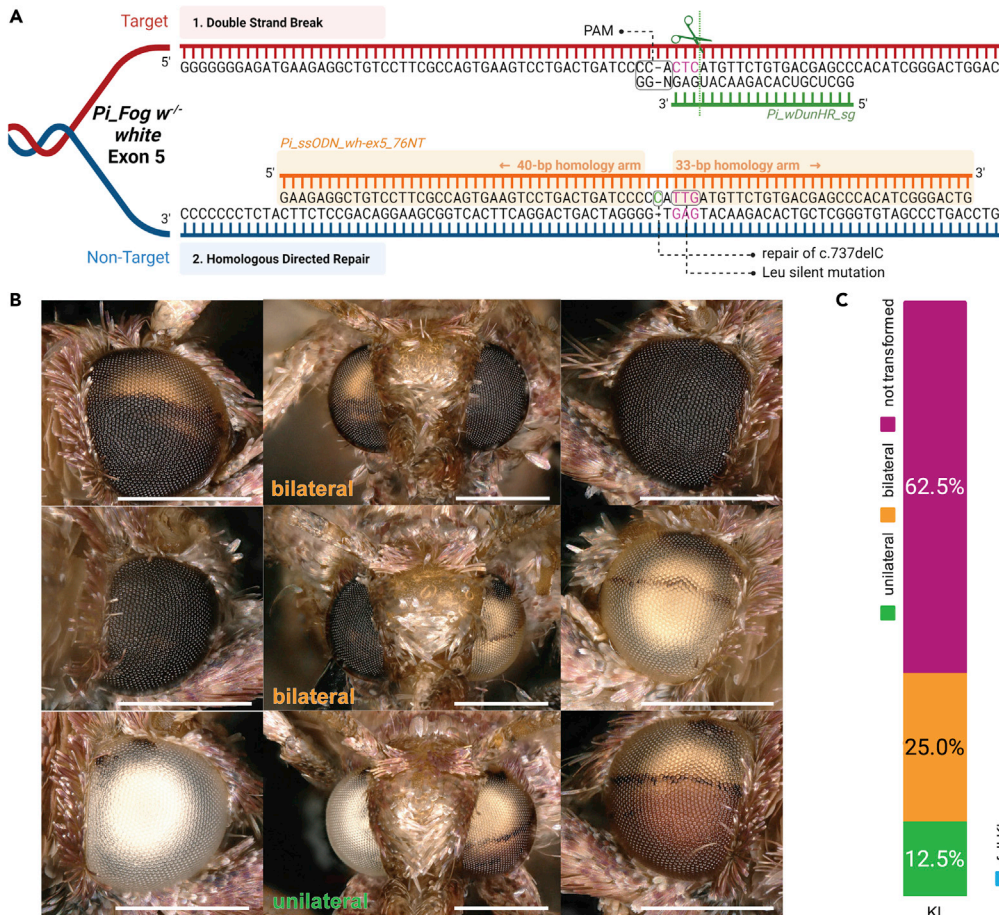 A
Target
1. Double Strand Break
PAM
5'
GGGGGGGAGATGAAGAGGCTGTCCTTCGCCAGTGAAGTCCTGACTGATCCCCC-ACTCATGTTCTGTGACGAGCCCACATCGGGACTGGAC
GG-NGAGUACAAGACACUGCUCGG
3'
5'
Pi_wDunHR_sg
Pi_Fog w-/-
white
Exon 5
Pi_ssODN_wh-ex5_76NT
← 40-bp homology arm
33-bp homology arm →
5'
3'
GAAGAGGCTGTCCTTCGCCAGTGAAGTCCTGACTGATCCCCCATTGATGTTCTGTGACGAGCCCACATCGGGACTG
3'
CCCCCCCTCTACTTCTCCGACAGGAAGCGGTCACTTCAGGACTGACTAGGGG-TGAGTACAAGACACTGCTCGGGTGTAGCCCTGACCTG
Non-Target
2. Homologous Directed Repair
repair of c.737delC
Leu silent mutation
B
bilateral
bilateral
unilateral
C
not transformed
bilateral
unilateral
62.5%
25.0%
12.5%
KI